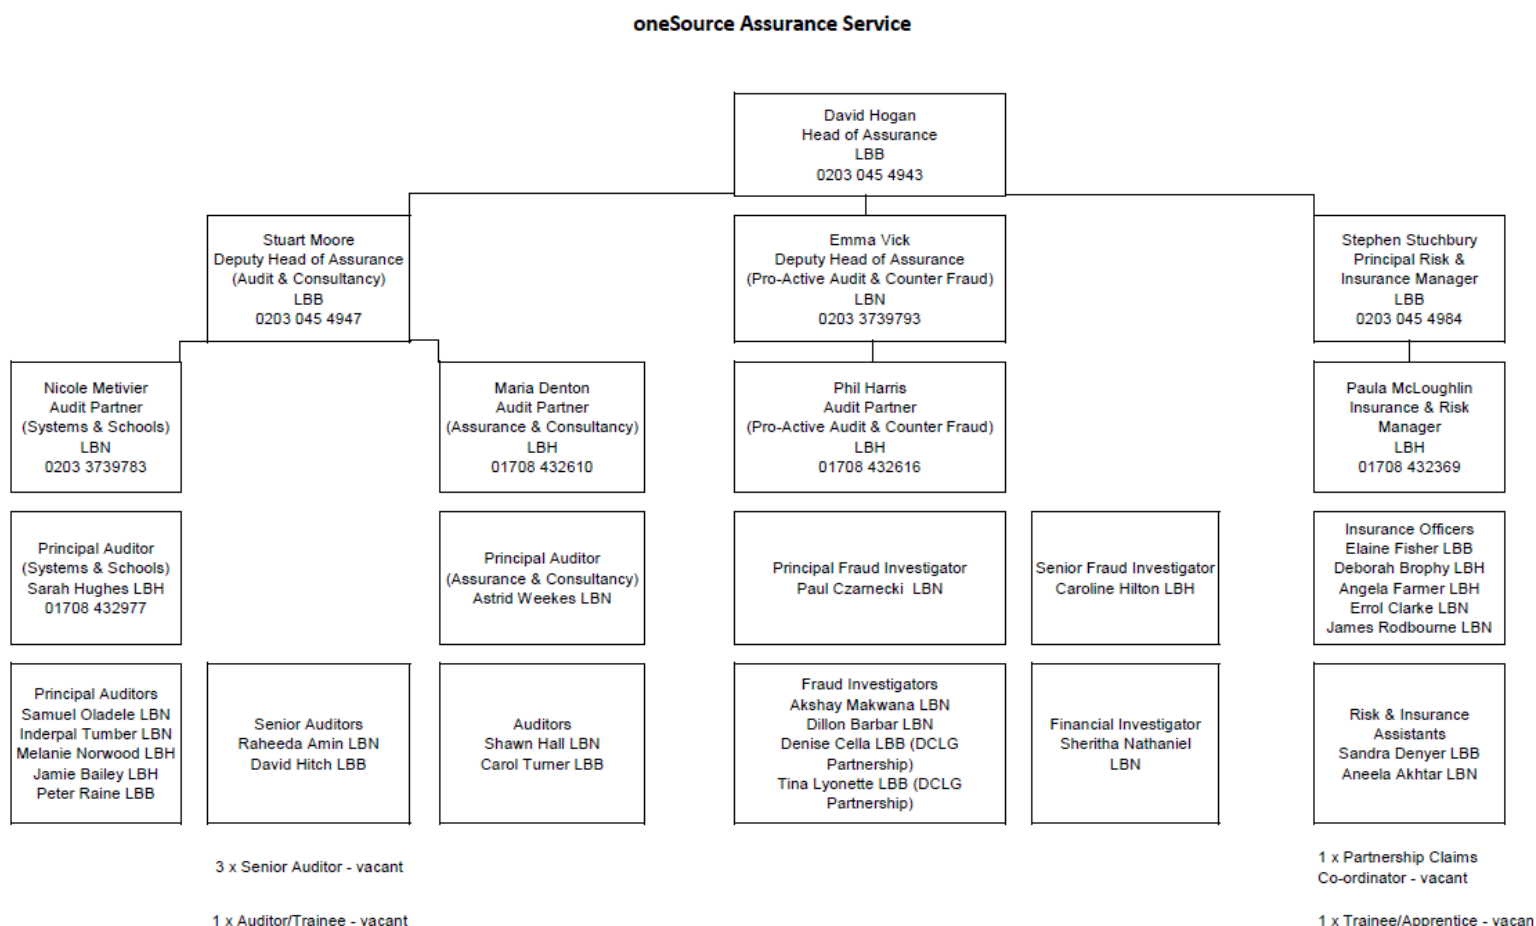 oneSource Assurance Service
David Hogan
Head of Assurance
LBB
0203 045 4943
Stuart Moore
Deputy Head of Assurance
(Audit & Consultancy)
LBB
0203 045 4947
Emma Vick
Deputy Head of Assurance
(Pro-Active Audit & Counter Fraud)
LBN
0203 3739793
Stephen Stuchbury
Principal Risk &
Insurance Manager
LBB
0203 045 4984
Nicole Metivier
Audit Partner
(Systems & Schools)
LBN
0203 3739783
Maria Denton
Audit Partner
(Assurance & Consultancy)
LBH
01708 432610
Phil Harris
Audit Partner
(Pro-Active Audit & Counter Fraud)
LBH
01708 432616
Paula McLoughlin
Insurance & Risk
Manager
LBH
01708 432369
Principal Auditor
(Systems & Schools)
Sarah Hughes LBH
01708 432977
Principal Auditor
(Assurance & Consultancy)
Astrid Weekes LBN
Principal Fraud Investigator
Paul Czarnecki LBN
Senior Fraud Investigator
Caroline Hilton LBH
Insurance Officers
Elaine Fisher LBB
Deborah Brophy LBH
Angela Farmer LBH
Errol Clarke LBN
James Rodbourne LBN
Principal Auditors
Samuel Oladele LBN
Inderpal Tumber LBN
Melanie Norwood LBH
Jamie Bailey LBH
Peter Raine LBB
Senior Auditors
Raheeda Amin LBN
David Hitch LBB
Auditors
Shawn Hall LBN
Carol Turner LBB
Fraud Investigators
Akshay Makwana LBN
Dillon Barbar LBN
Denise Cella LBB (DCLG
Partnership)
Tina Lyonette LBB (DCLG
Partnership)
Financial Investigator
Sheritha Nathaniel
LBN
Risk & Insurance
Assistants
Sandra Denyer LBB
Aneela Akhtar LBN
3 x Senior Auditor - vacant
1 x Auditor/Trainee - vacant
1 x Partnership Claims
Co-ordinator - vacant
1 x Trainee/Apprentice - vacan